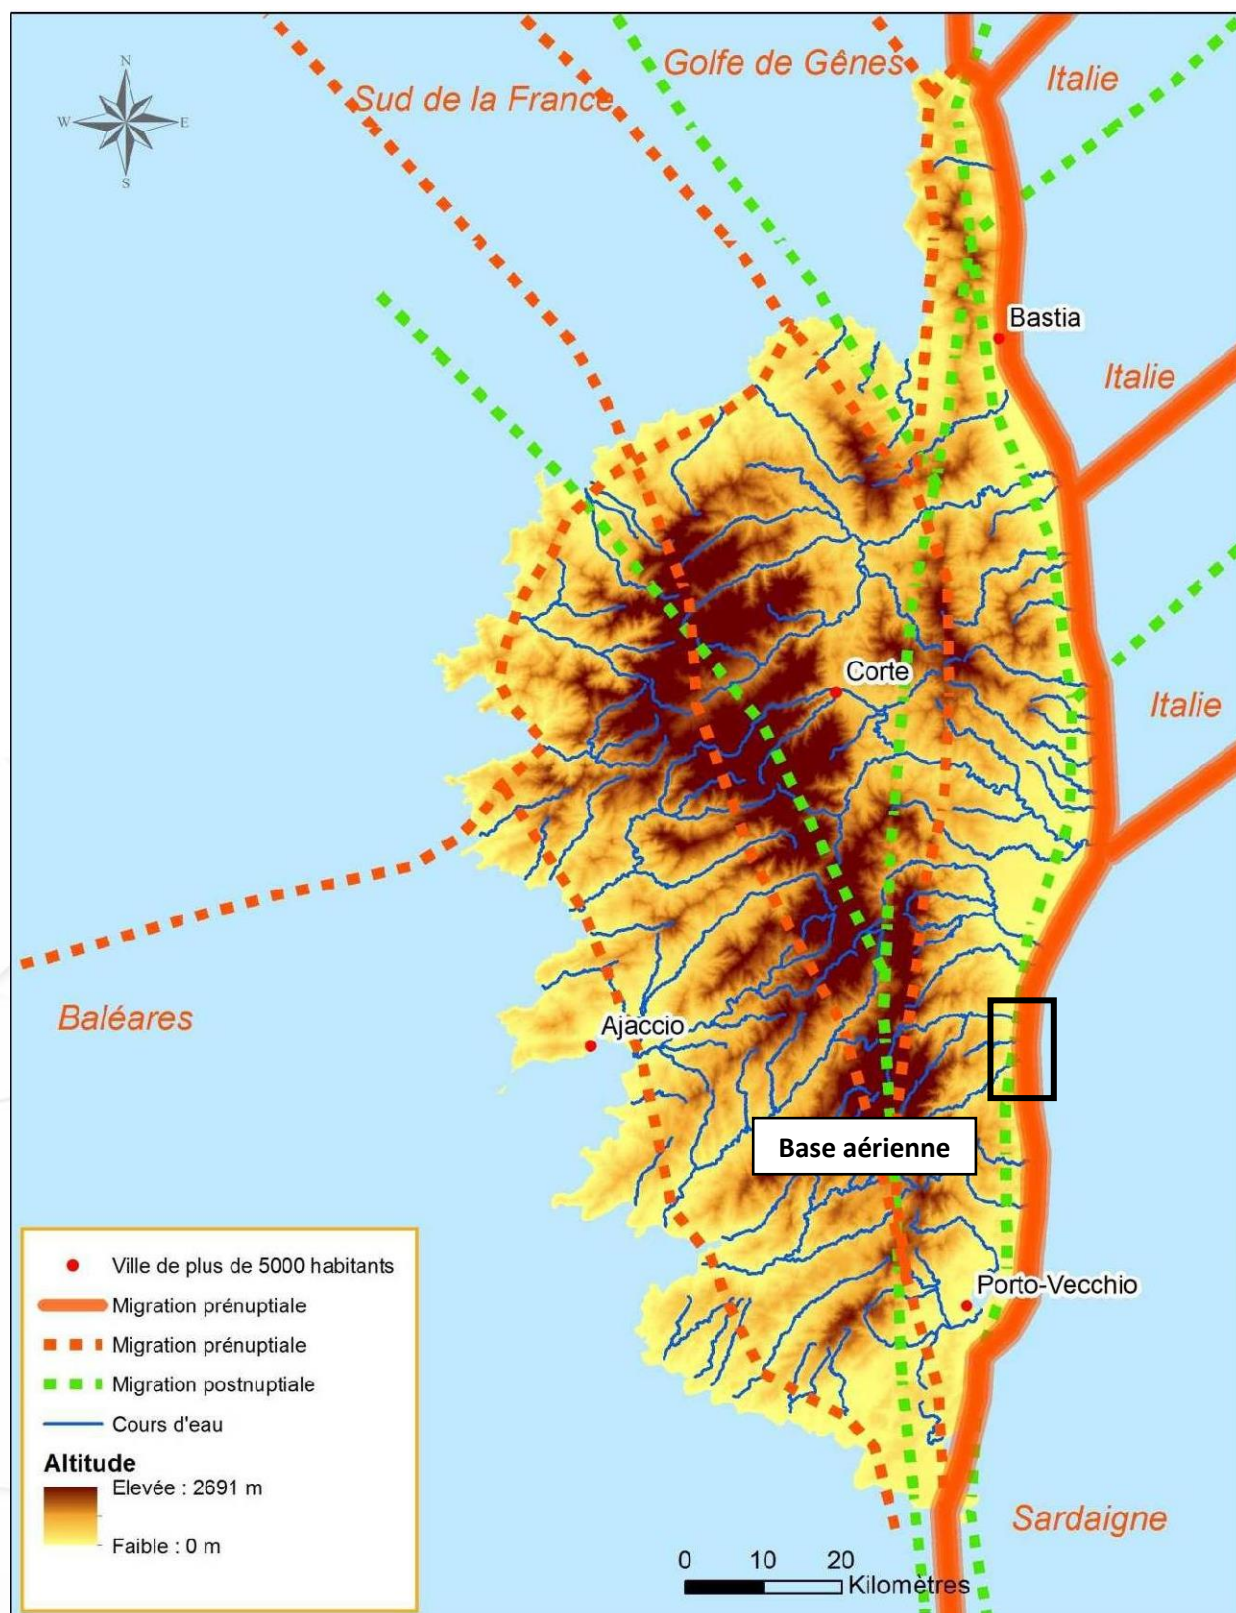 Golfe de Gênes
Italie
Sud de la France
N
W
E
S
Bastia
Italie
Corte
Italie
Baléares
Ajaccio
Base aérienne
Porto-Vecchio
Sardaigne
Ville de plus de 5000 habitants
Migration prénuptiale
Migration prénuptiale
Migration postnuptiale
Cours d'eau
Altitude
Elevée : 2691 m
Faible : 0 m
0 10 20
Kilomètres